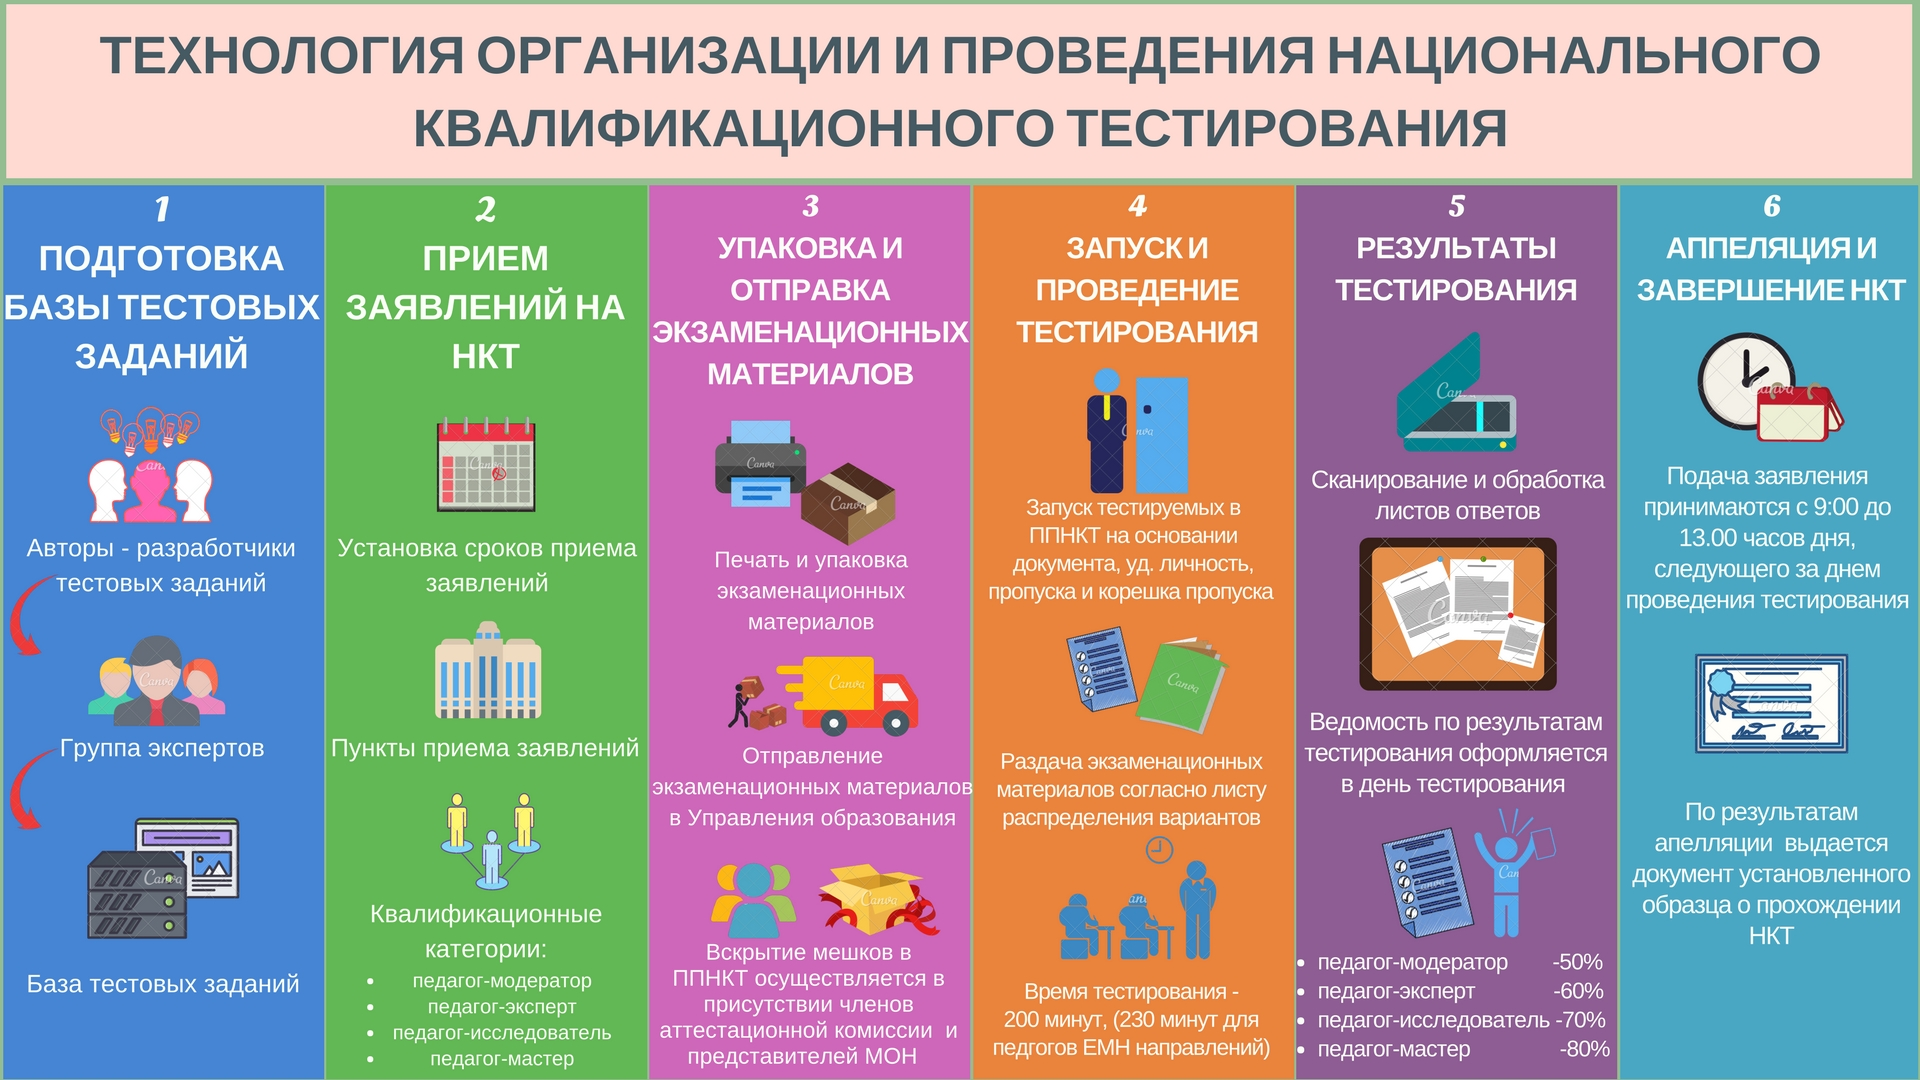 ТЕХНОЛОГИЯ ОРГАНИЗАЦИИ И ПРОВЕДЕНИЯ НАЦИОНАЛЬНОГО
КВАЛИФИКАЦИОННОГО ТЕСТИРОВАНИЯ
1
ПОДГОТОВКА
БАЗЫ ТЕСТОВЫХ
ЗАДАНИЙ
Авторы - разработчики
тестовых заданий
Группа экспертов
База тестовых заданий
2
ПРИЕМ
ЗАЯВЛЕНИЙ НА
НКТ
Установка сроков приема
заявлений
Пункты приема заявлений
Квалификационные
категории:
• педагог-модератор
• педагог-эксперт
• педагог-исследователь
• педагог-мастер
3
УПАКОВКА И
ОТПРАВКА
ЭКЗАМЕНАЦИОННЫХ
МАТЕРИАЛОВ
Canva
Canva
Печать и упаковка
экзаменационных
материалов
Canva
Отправление
экзаменационных материалов
в Управления образования
Canva
Вскрытие мешков в
ППНКТ осуществляется в
присутствии членов
аттестационной комиссии и
представителей МОН
4
ЗАПУСК И
ПРОВЕДЕНИЕ
ТЕСТИРОВАНИЯ
Запуск тестируемых в
ППНКТ на основании
документа, уд. личность,
пропуска и корешка пропуска
Canva
Раздача экзаменационных
материалов согласно листу
распределения вариантов
Время тестирования -
200 минут, (230 минут для
педгогов ЕМН направлений)
5
РЕЗУЛЬТАТЫ
ТЕСТИРОВАНИЯ
Сканирование и обработка
листов ответов
Canva
Ведомость по результатам
тестирования оформляется
в день тестирования
• педагог-модератор -50%
• педагог-эксперт -60%
• педагог-исследователь -70%
• педагог-мастер -80%
6
АППЕЛЯЦИЯ И
ЗАВЕРШЕНИЕ НКТ
Подача заявления
принимаются с 9:00 до
13.00 часов дня,
следующего за днем
проведения тестирования
По результатам
апелляции выдается
документ установленного
образца о прохождении
НКТ